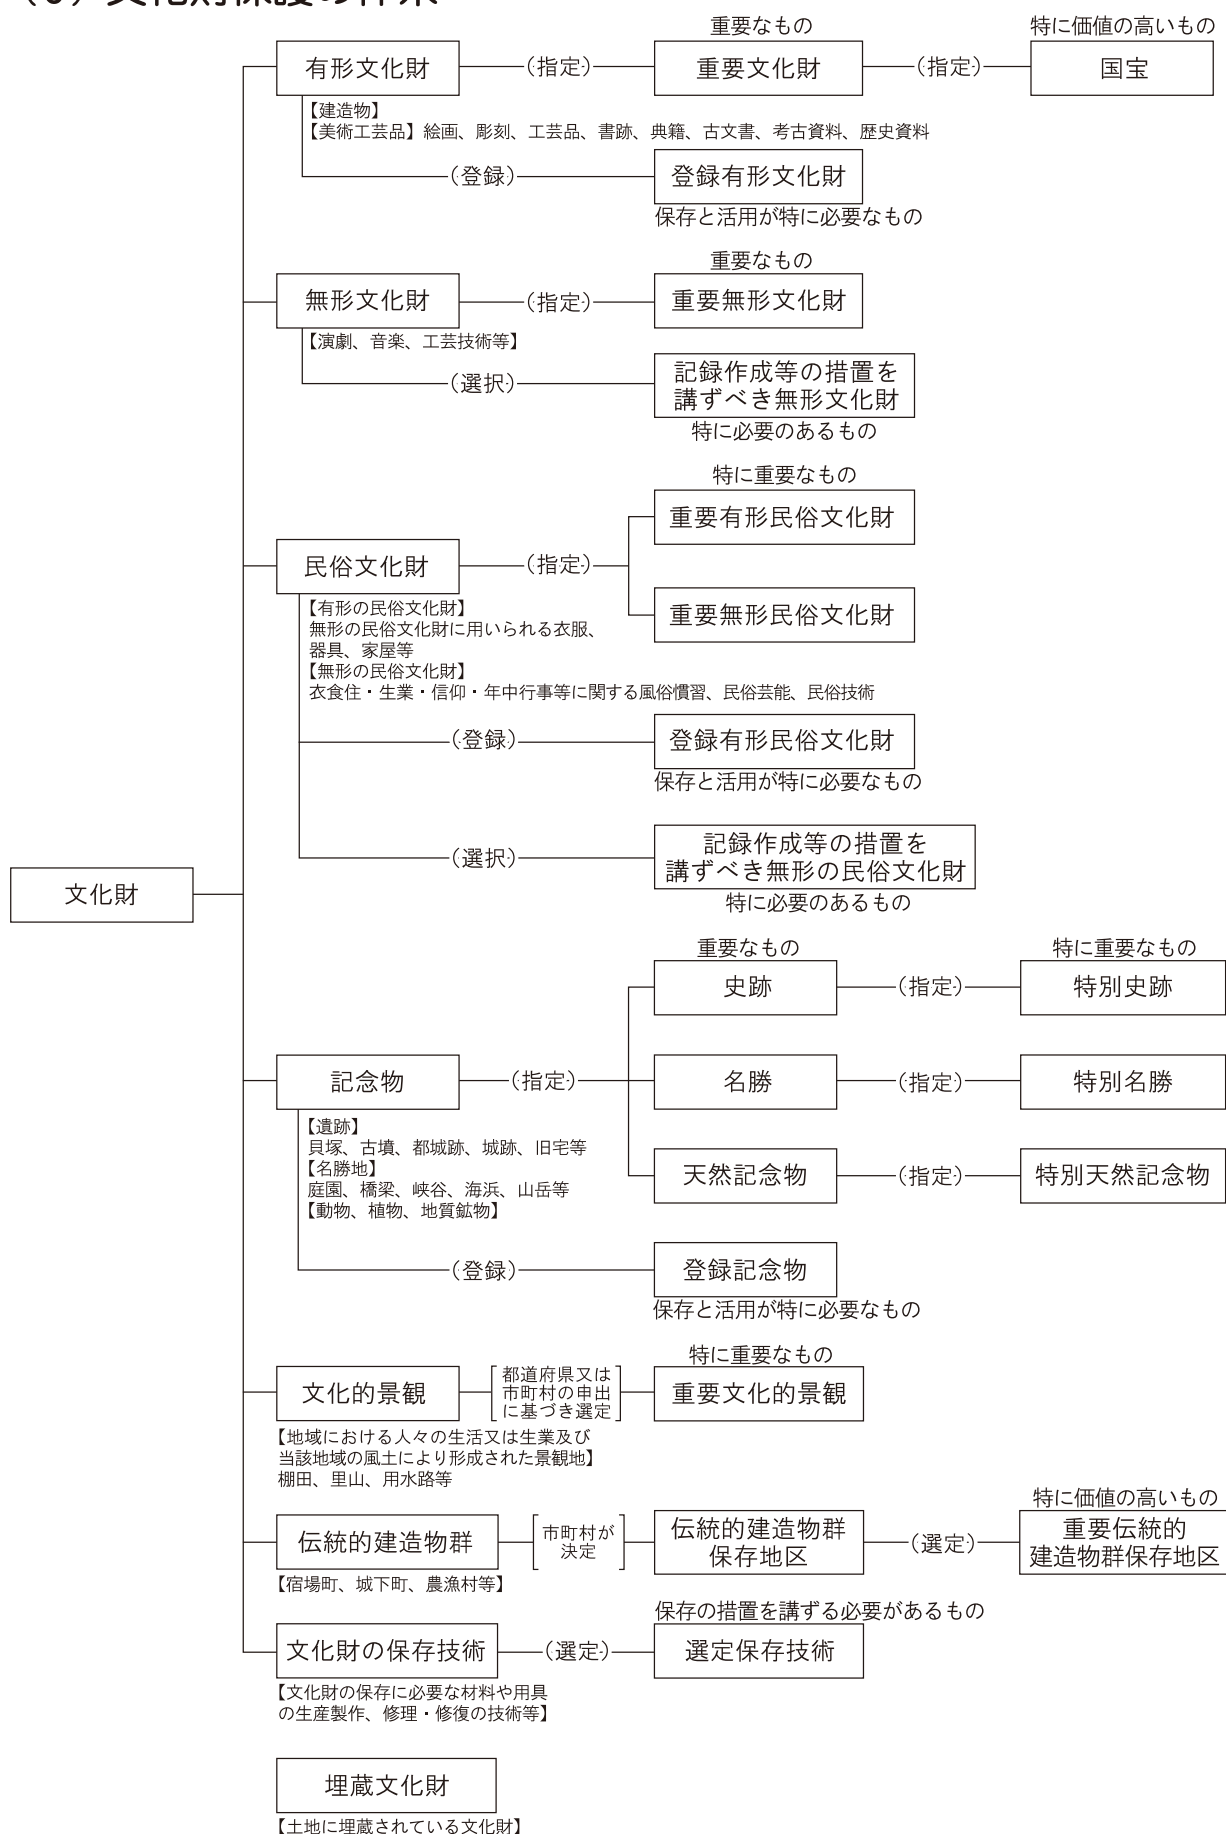 重要なもの
特に価値の高いもの
有形文化財
(指定)
重要文化財
(指定)
国宝
【建造物】
【美術工芸品】絵画、彫刻、工芸品、書跡、典籍、古文書、考古資料、歴史資料
(登録)
登録有形文化財
保存と活用が特に必要なもの
重要なもの
無形文化財
(指定)
重要無形文化財
【演劇、音楽、工芸技術等】
(選択)
記録作成等の措置を
講ずべき無形文化財
特に必要のあるもの
特に重要なもの
重要有形民俗文化財
民俗文化財
(指定)
重要無形民俗文化財
【有形の民俗文化財】
無形の民俗文化財に用いられる衣服、
器具、家屋等
【無形の民俗文化財】
衣食住・生業・信仰・年中行事等に関する風俗慣習、民俗芸能、民俗技術
(登録)
登録有形民俗文化財
保存と活用が特に必要なもの
(選択)
記録作成等の措置を
講ずべき無形の民俗文化財
特に必要のあるもの
文化財
重要なもの
特に重要なもの
史跡
(指定)
特別史跡
記念物
(指定)
名勝
(指定)
特別名勝
【遺跡】
貝塚、古墳、都城跡、城跡、旧宅等
【名勝地】
庭園、橋梁、峡谷、海浜、山岳等
【動物、植物、地質鉱物】
天然記念物
(指定)
特別天然記念物
(登録)
登録記念物
保存と活用が特に必要なもの
特に重要なもの
文化的景観
都道府県又は
市町村の申出
に基づき選定
重要文化的景観
【地域における人々の生活又は生業及び
当該地域の風土により形成された景観地】
棚田、里山、用水路等
特に価値の高いもの
伝統的建造物群
市町村が
決定
伝統的建造物群
保存地区
(選定)
重要伝統的
建造物群保存地区
【宿場町、城下町、農漁村等】
保存の措置を講ずる必要があるもの
文化財の保存技術
(選定)
選定保存技術
【文化財の保存に必要な材料や用具
の生産製作、修理・修復の技術等】
埋蔵文化財
【土地に埋蔵されている文化財】